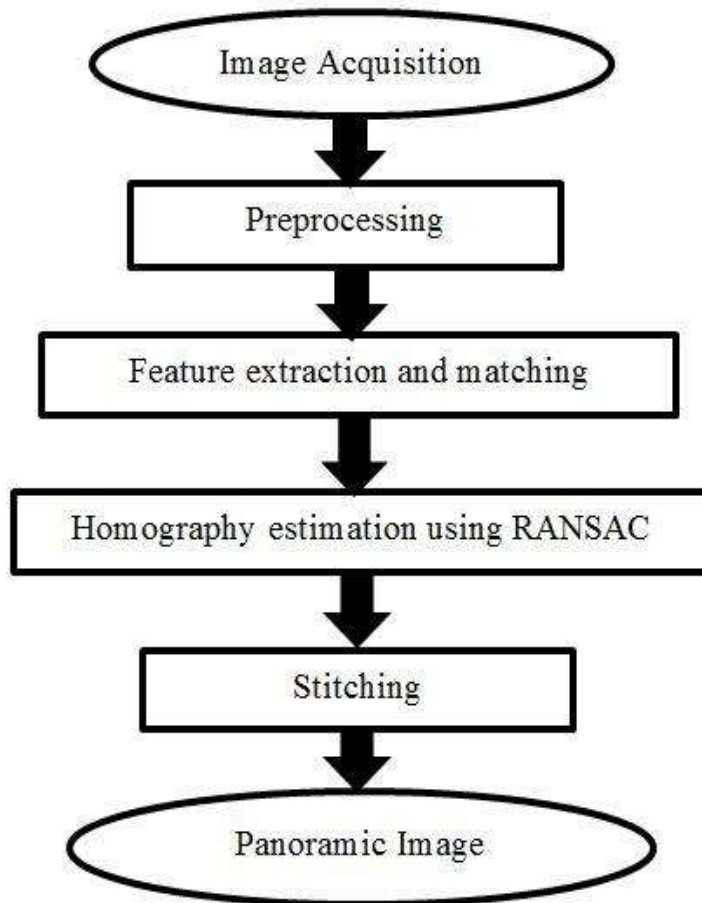 Image Acquisition
Preprocessing
Feature extraction and matching
Homography estimation using RANSAC
Stitching
Panoramic Image